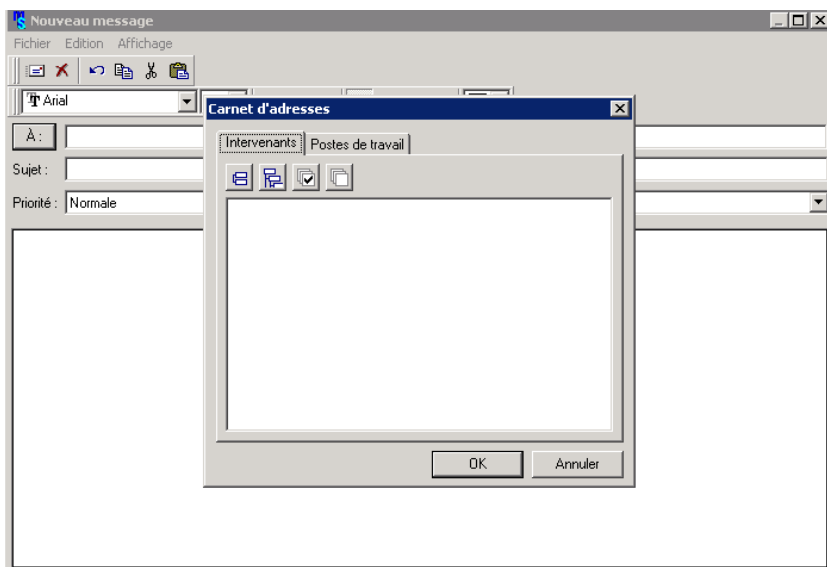 Nouveau message
Fichier Edition Affichage
Arial
Carnet d'adresses
À :
Intervenants Postes de travail
Sujet :
Priorité : Normale
OK Annuler